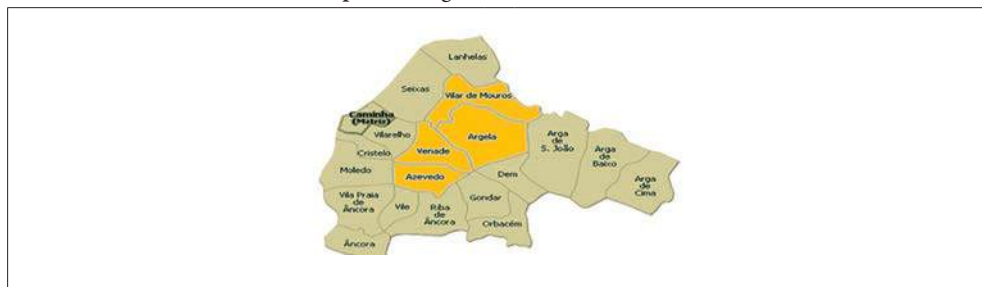 Lanhelas
Seixas
Vilar de Mouros
Caminha
(Matriz)
Vilarelho
Argela
Arga
de
S. João
Venade
Cristelo
Arga
de
Baixo
Moledo
Azevedo
Dem
Arga
de
Cima
Vila Praia
de
Âncora
Vile
Riba
de
Âncora
Gondar
Orbacém
Âncora